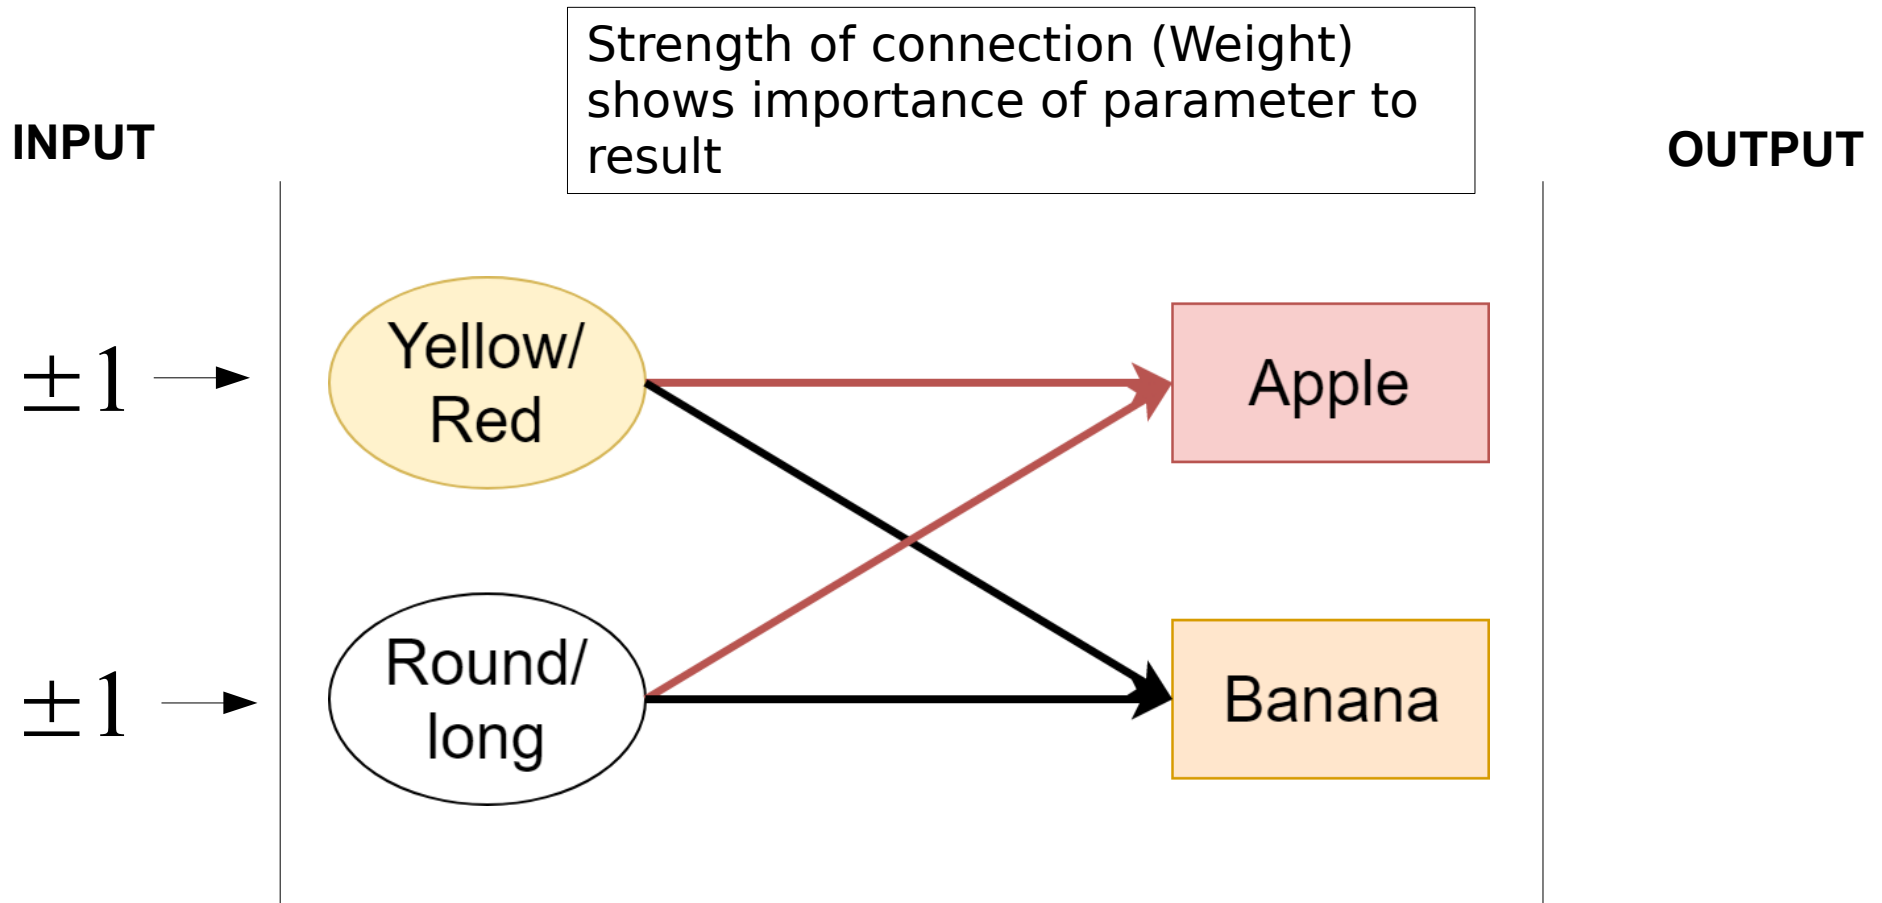 Strength of connection (Weight)
shows importance of parameter to
result
INPUT
OUTPUT
±1
Yellow/
Red
Apple
±1
Round/
long
Banana